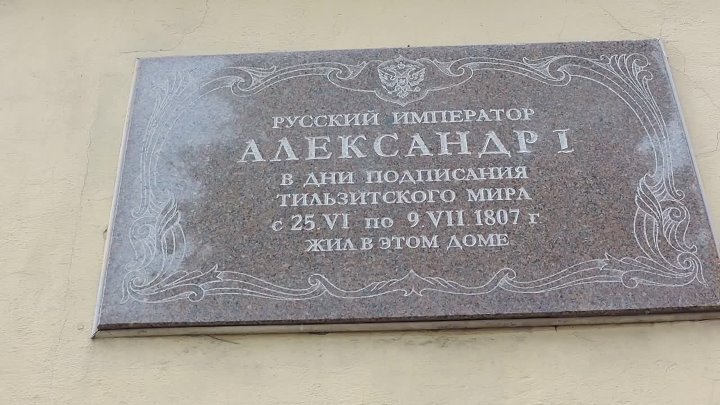 РУССКИЙ ИМПЕРАТОР
АЛЕКСАНДР I
В ДНИ ПОДПИСАНИЯ
ТИЛЬЗИТСКОГО МИРА
с 25.VI по 9.VII 1807 г.
ЖИЛ В ЭТОМ ДОМЕ